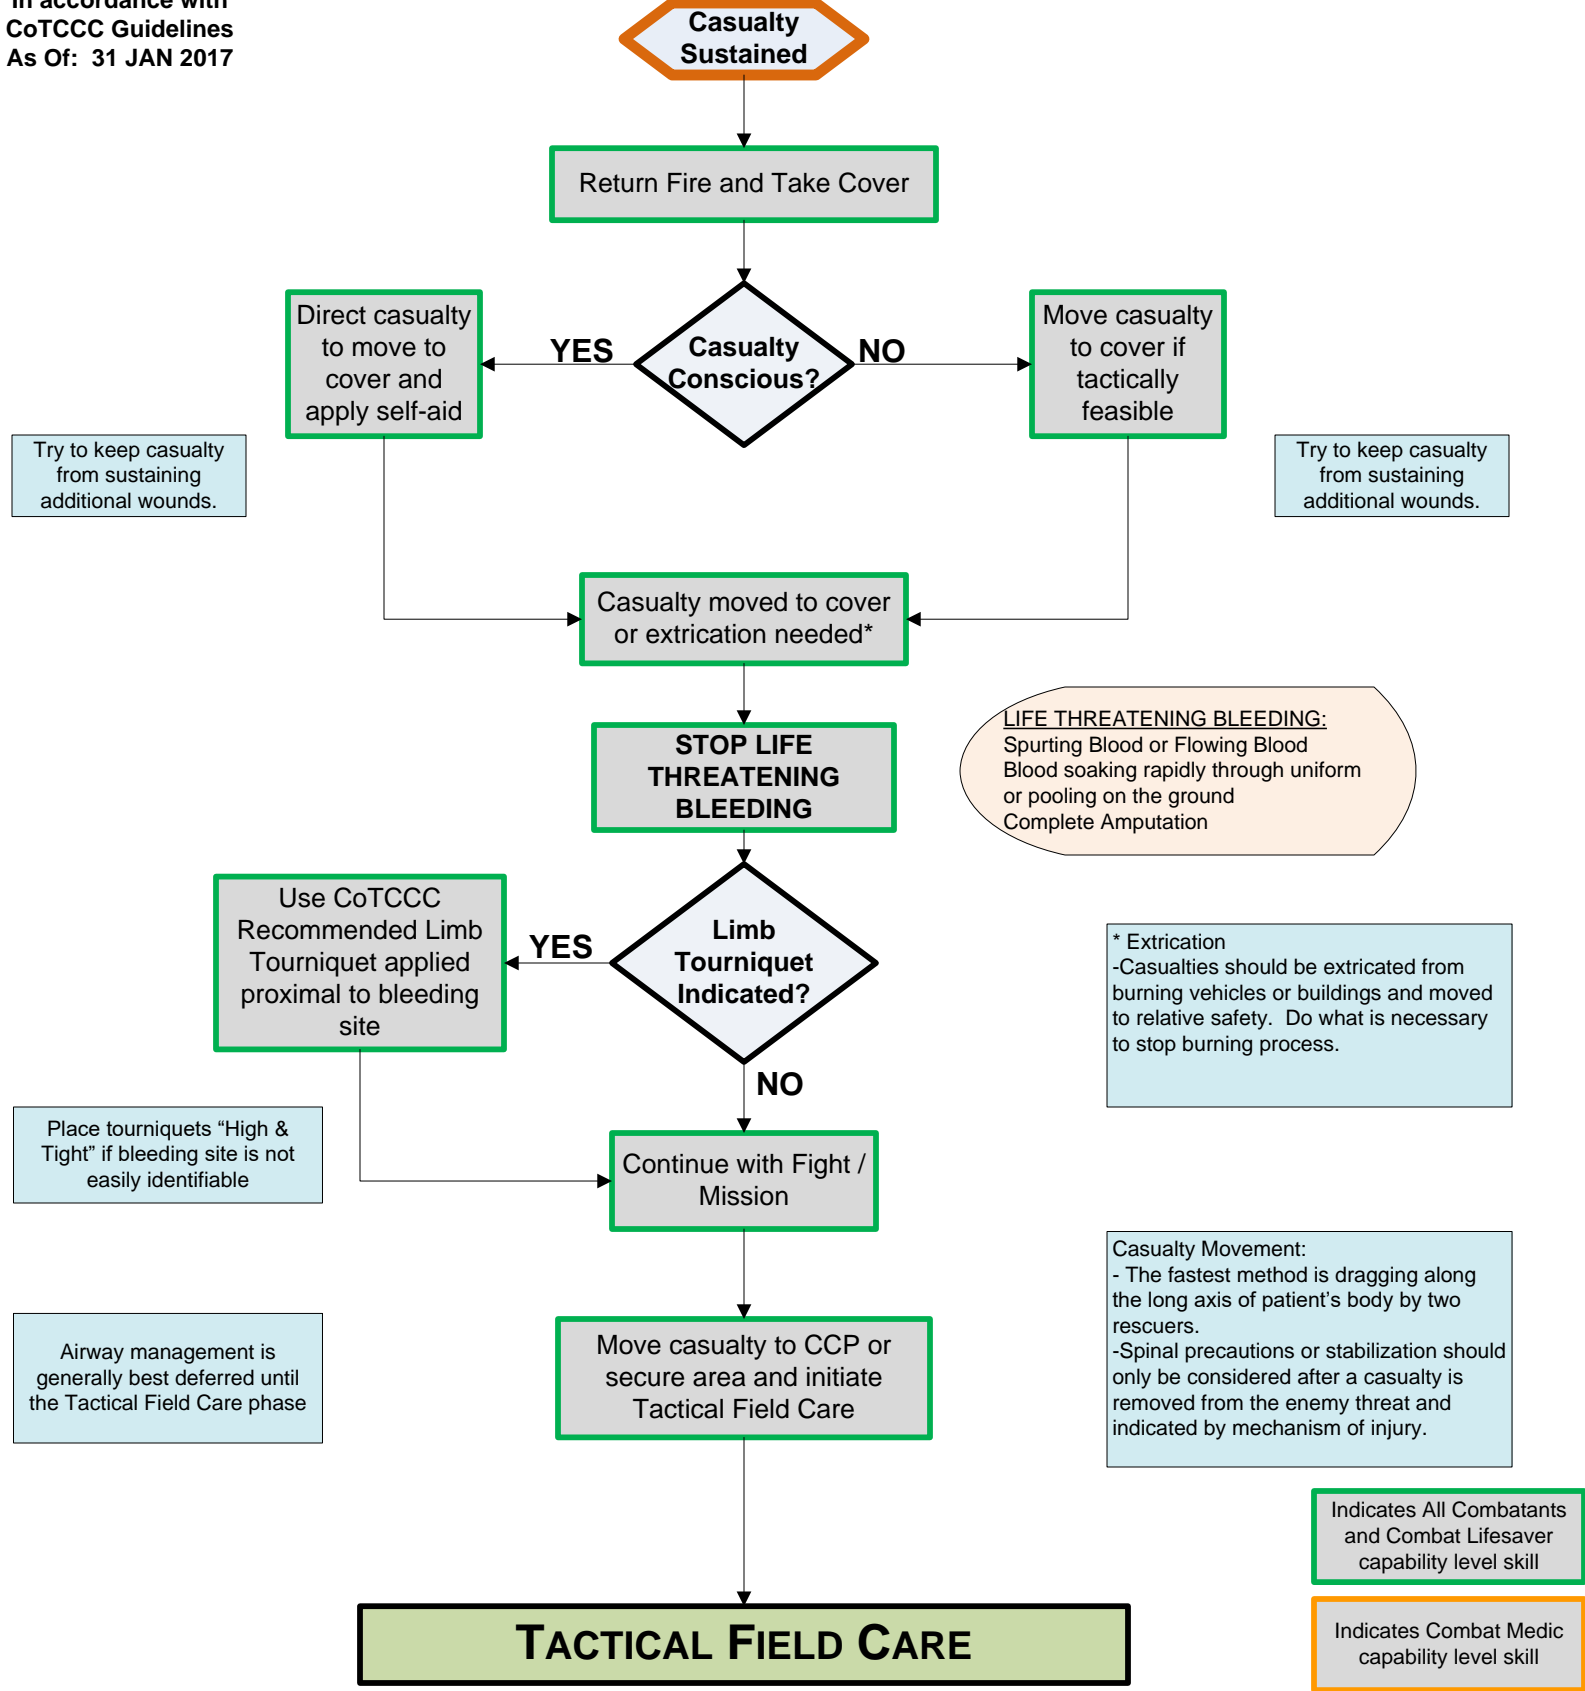 In accordance with
CoTCCC Guidelines
As Of:  31 JAN 2017
Casualty
Sustained
Return Fire and Take Cover
Direct casualty
to move to
cover and
apply self-aid
YES
Casualty
Conscious?
NO
Move casualty
to cover if
tactically
feasible
Try to keep casualty
from sustaining
additional wounds.
Try to keep casualty
from sustaining
additional wounds.
Casualty moved to cover
or extrication needed*
STOP LIFE
THREATENING
BLEEDING
LIFE THREATENING BLEEDING:
Spurting Blood or Flowing Blood
Blood soaking rapidly through uniform
or pooling on the ground
Complete Amputation
Use CoTCCC
Recommended Limb
Tourniquet applied
proximal to bleeding
site
YES
Limb
Tourniquet
Indicated?
NO
* Extrication
-Casualties should be extricated from
burning vehicles or buildings and moved
to relative safety.  Do what is necessary
to stop burning process.
Place tourniquets “High &
Tight” if bleeding site is not
easily identifiable
Continue with Fight /
Mission
Casualty Movement:
- The fastest method is dragging along
the long axis of patient’s body by two
rescuers.
-Spinal precautions or stabilization should
only be considered after a casualty is
removed from the enemy threat and
indicated by mechanism of injury.
Airway management is
generally best deferred until
the Tactical Field Care phase
Move casualty to CCP or
secure area and initiate
Tactical Field Care
Indicates All Combatants
and Combat Lifesaver
capability level skill
TACTICAL FIELD CARE
Indicates Combat Medic
capability level skill